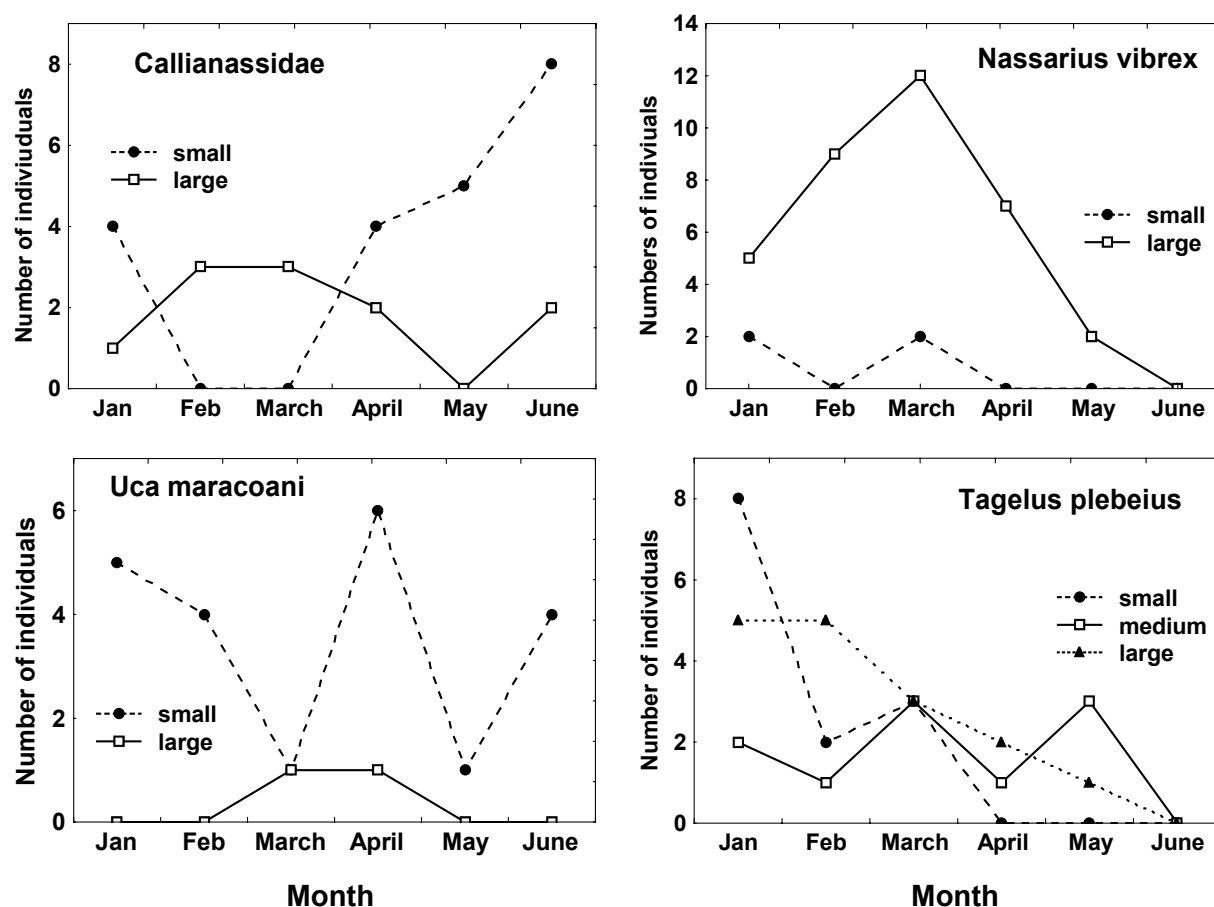 Callianassidae
Number of indiviuduals
8
6
4
2
0
small
large
Jan Feb March April May June
Nassarius vibrex
Numbers of indiviuals
14
12
10
8
6
4
2
0
small
large
Jan Feb March April May June
Uca maracoani
Number of individuals
6
4
2
0
small
large
Jan Feb March April May June
Month
Tagelus plebeius
Number of individuals
8
6
4
2
0
small
medium
large
Jan Feb March April May June
Month